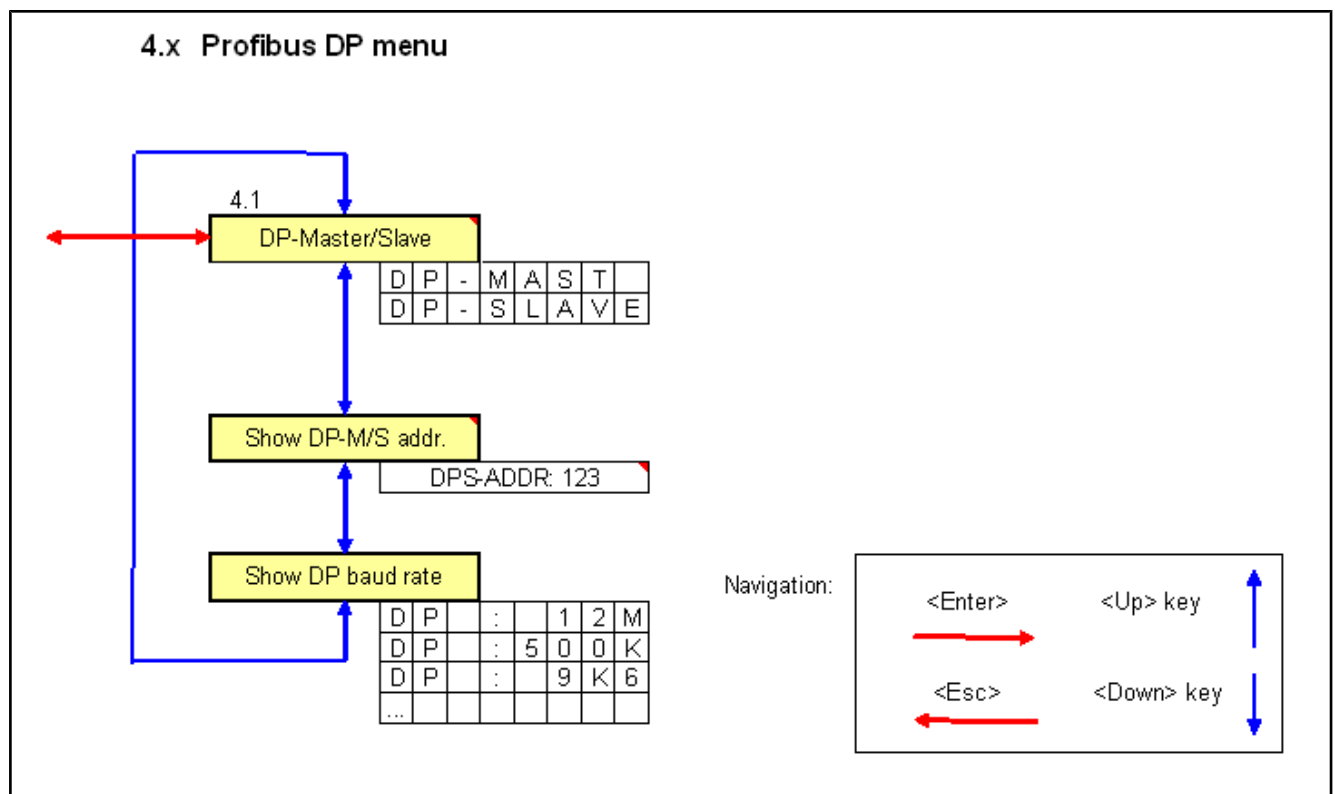 4.x Profibus DP menu
4.1
DP-Master/Slave
DP-MAST
DP-SLAVE
Show DP-M/S addr.
DPS-ADDR: 123
Show DP baud rate
DP : 12M
DP :500K
DP : 9K6
...
Navigation:
<Enter> <Up> key
<Esc> <Down> key